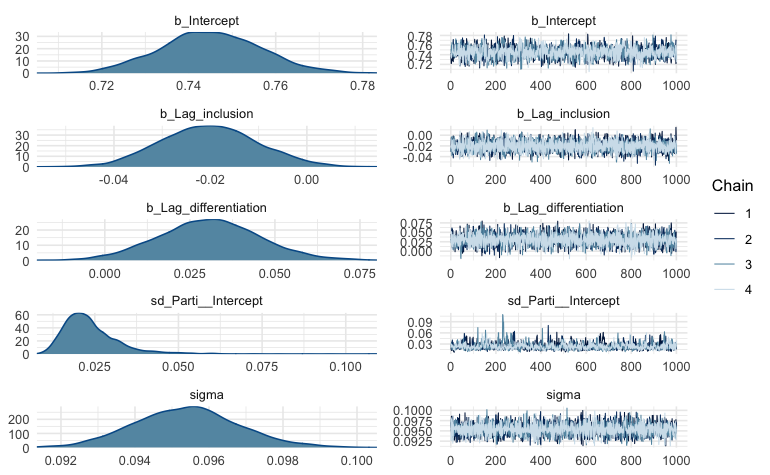 b_Intercept
30
20
10
0
0.72 0.74 0.76 0.78
b_Intercept
0.78
0.76
0.74
0.72
0 200 400 600 800 1000
b_Lag_inclusion
30
20
10
0
-0.04 -0.02 0.00
b_Lag_inclusion
0.00
-0.02
-0.04
0 200 400 600 800 1000
b_Lag_differentiation
20
10
0
0.000 0.025 0.050 0.075
b_Lag_differentiation
0.075
0.050
0.025
0.000
0 200 400 600 800 1000
sd_Parti__Intercept
60
40
20
0
0.025 0.050 0.075 0.100
sd_Parti__Intercept
0.09
0.06
0.03
0 200 400 600 800 1000
sigma
200
100
0
0.092 0.094 0.096 0.098 0.100
sigma
0.1000
0.0975
0.0950
0.0925
0 200 400 600 800 1000
Chain
1
2
3
4